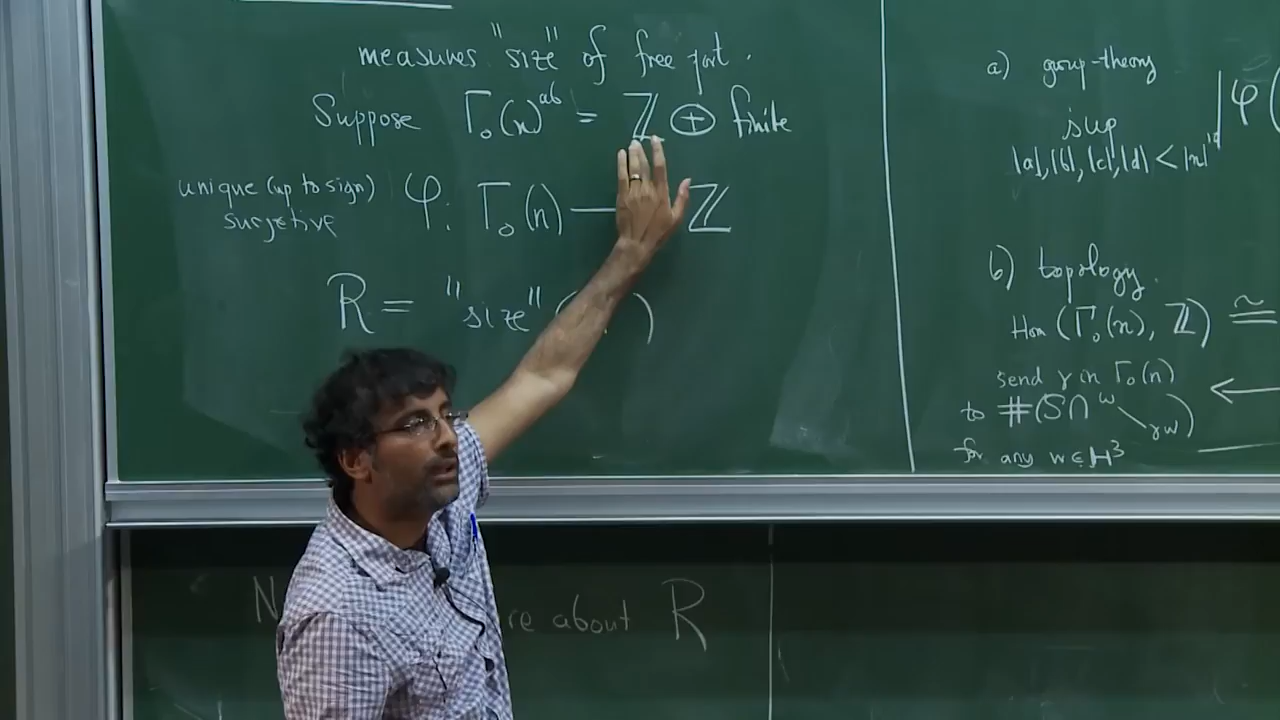 measures "size" of free part.
Suppose Γ₀(n)^ab = ℤ ⊕ finite
unique (up to sign)
surjective φ: Γ₀(n) — ℤ
R = "size" ( )
re about R
a) group-theory
sup |φ(
|a|,|b|,|c|,|d| < |n|¹⁰
b) topology.
Hom (Γ₀(n), ℤ) ≅
send γ in Γ₀(n) ←
to #(S∩ w γw)
for any w ∈ H³